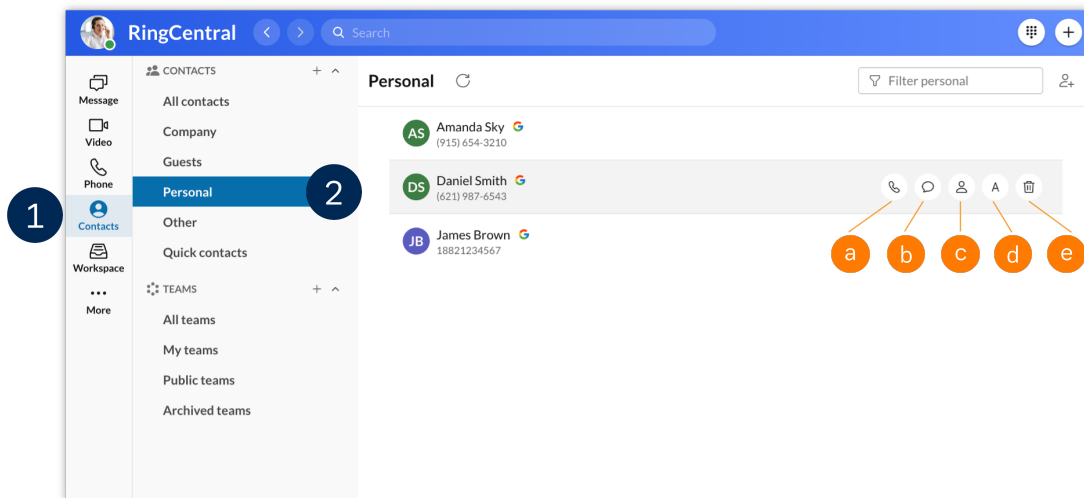 RingCentral
Search
Message
Video
Phone
Contacts
Workspace
More
1
CONTACTS
All contacts
Company
Guests
Personal
2
Other
Quick contacts
TEAMS
All teams
My teams
Public teams
Archived teams
Personal
Filter personal
AS
Amanda Sky
(915) 654-3210
DS
Daniel Smith
(621) 987-6543
A
JB
James Brown
18821234567
a
b
c
d
e